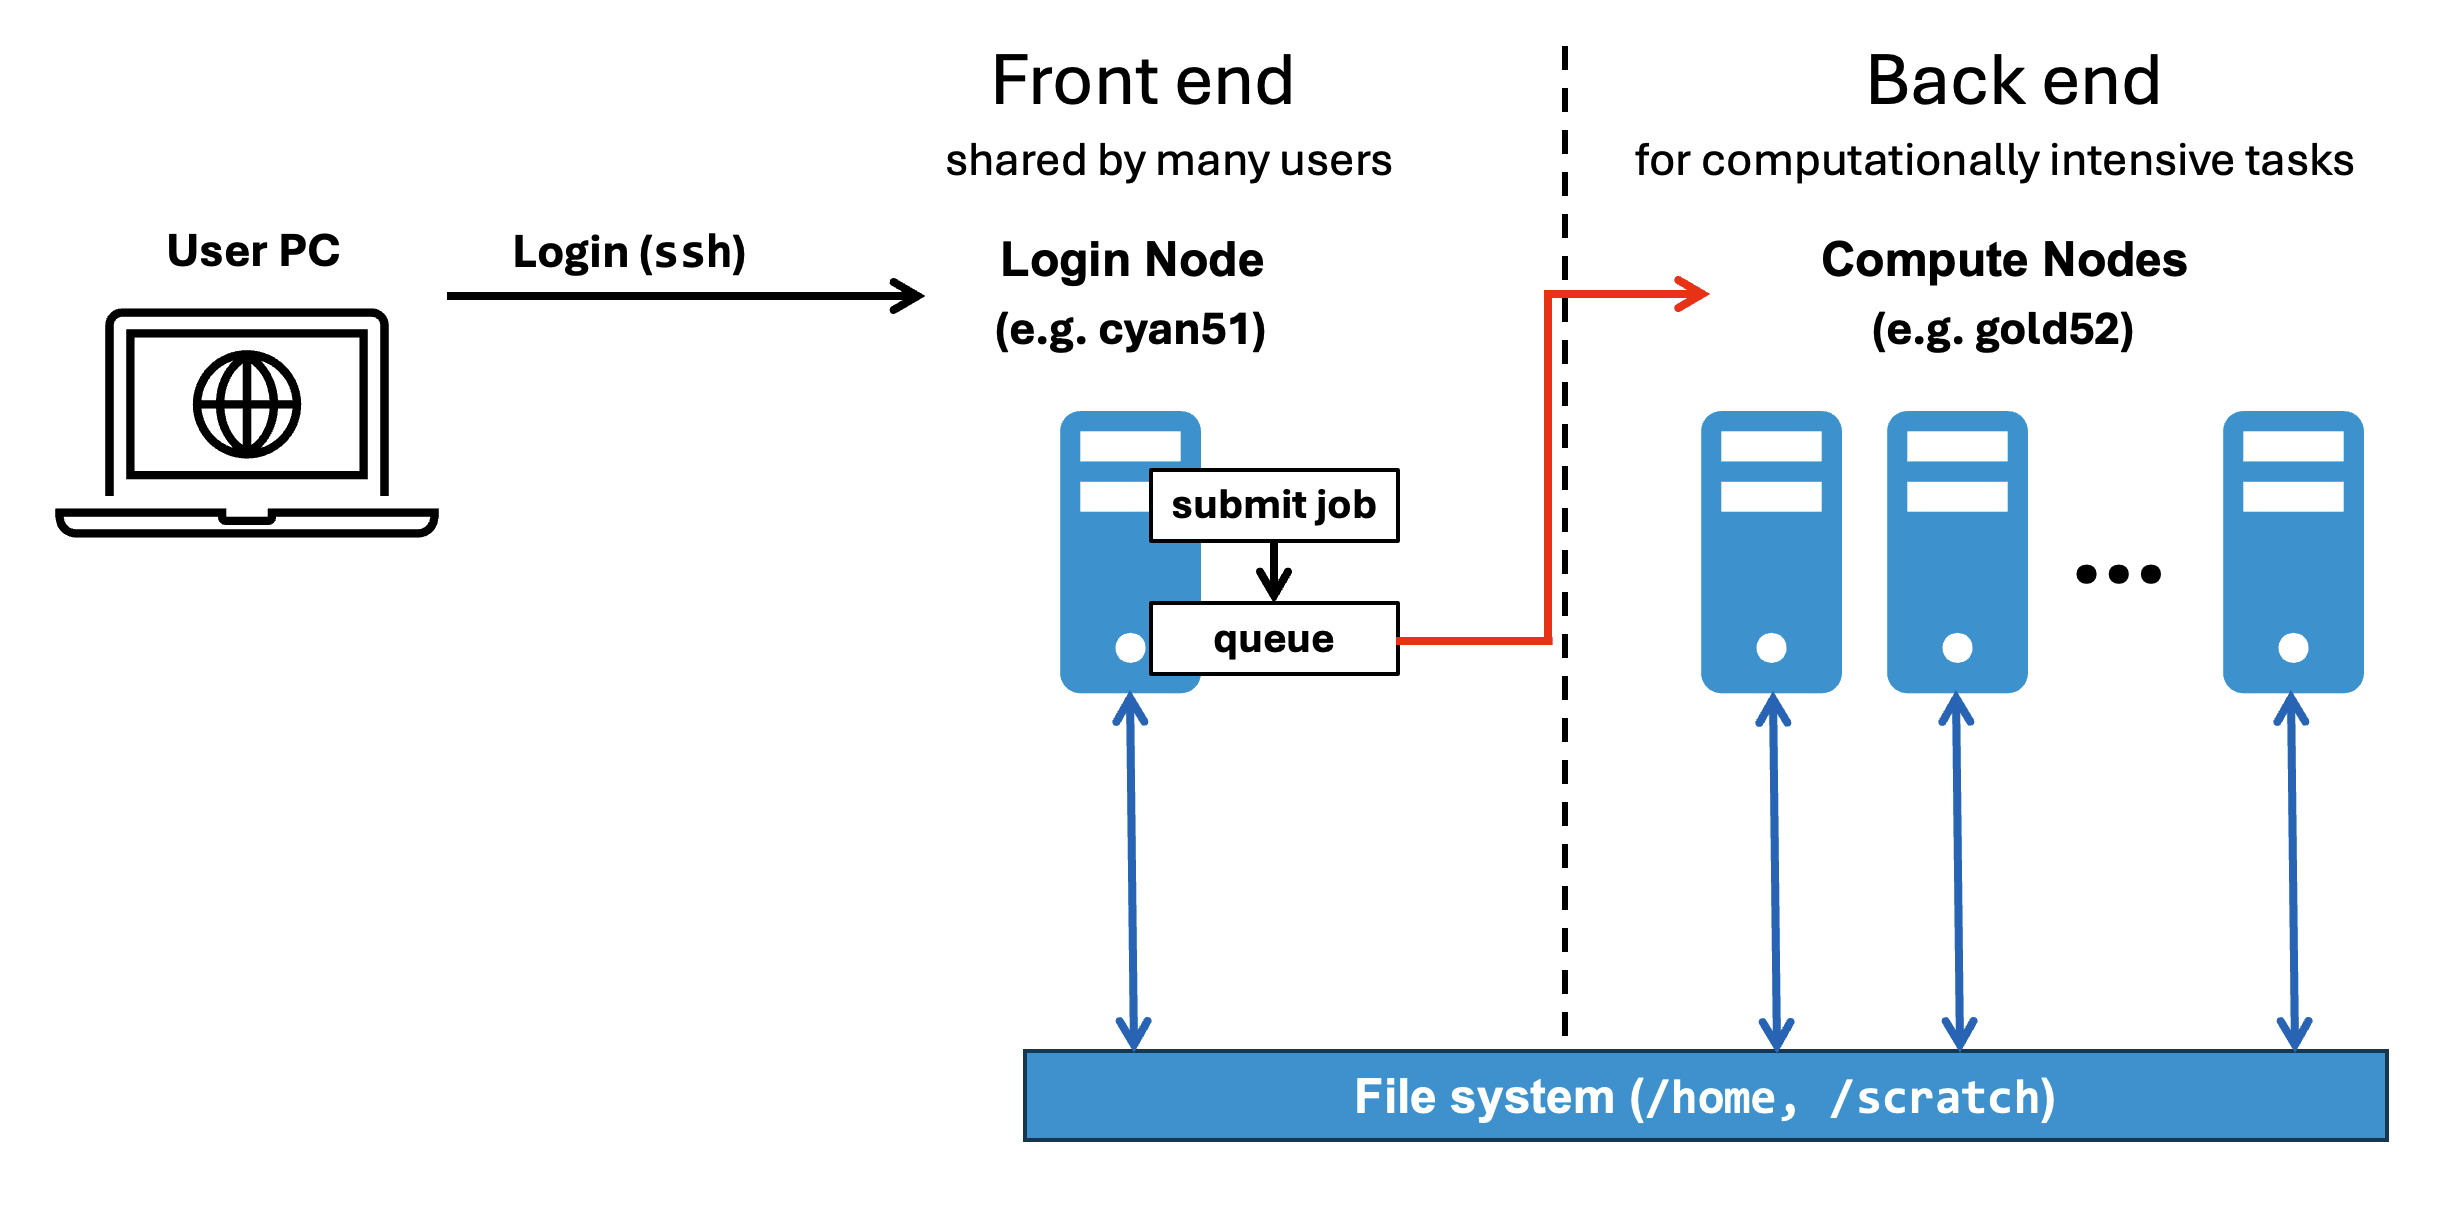 Front end
shared by many users
Back end
for computationally intensive tasks
User PC
Login (ssh)
Login Node
(e.g. cyan51)
Compute Nodes
(e.g. gold52)
submit job
queue
File system (/home, /scratch)